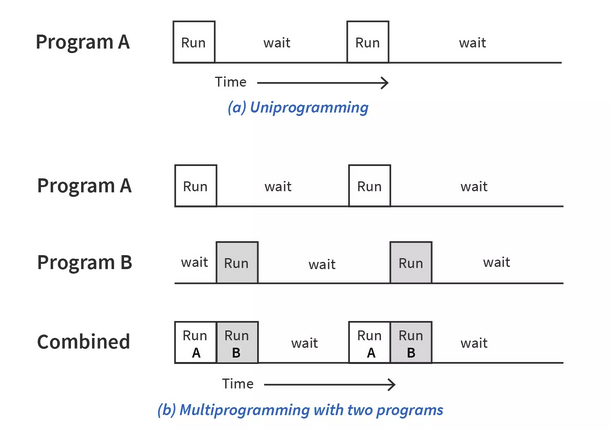 Program A Run wait Run wait
Time
(a) Uniprogramming
Program A Run wait Run wait
Program B wait Run wait Run wait
Combined Run A Run B wait Run A Run B wait
Time
(b) Multiprogramming with two programs